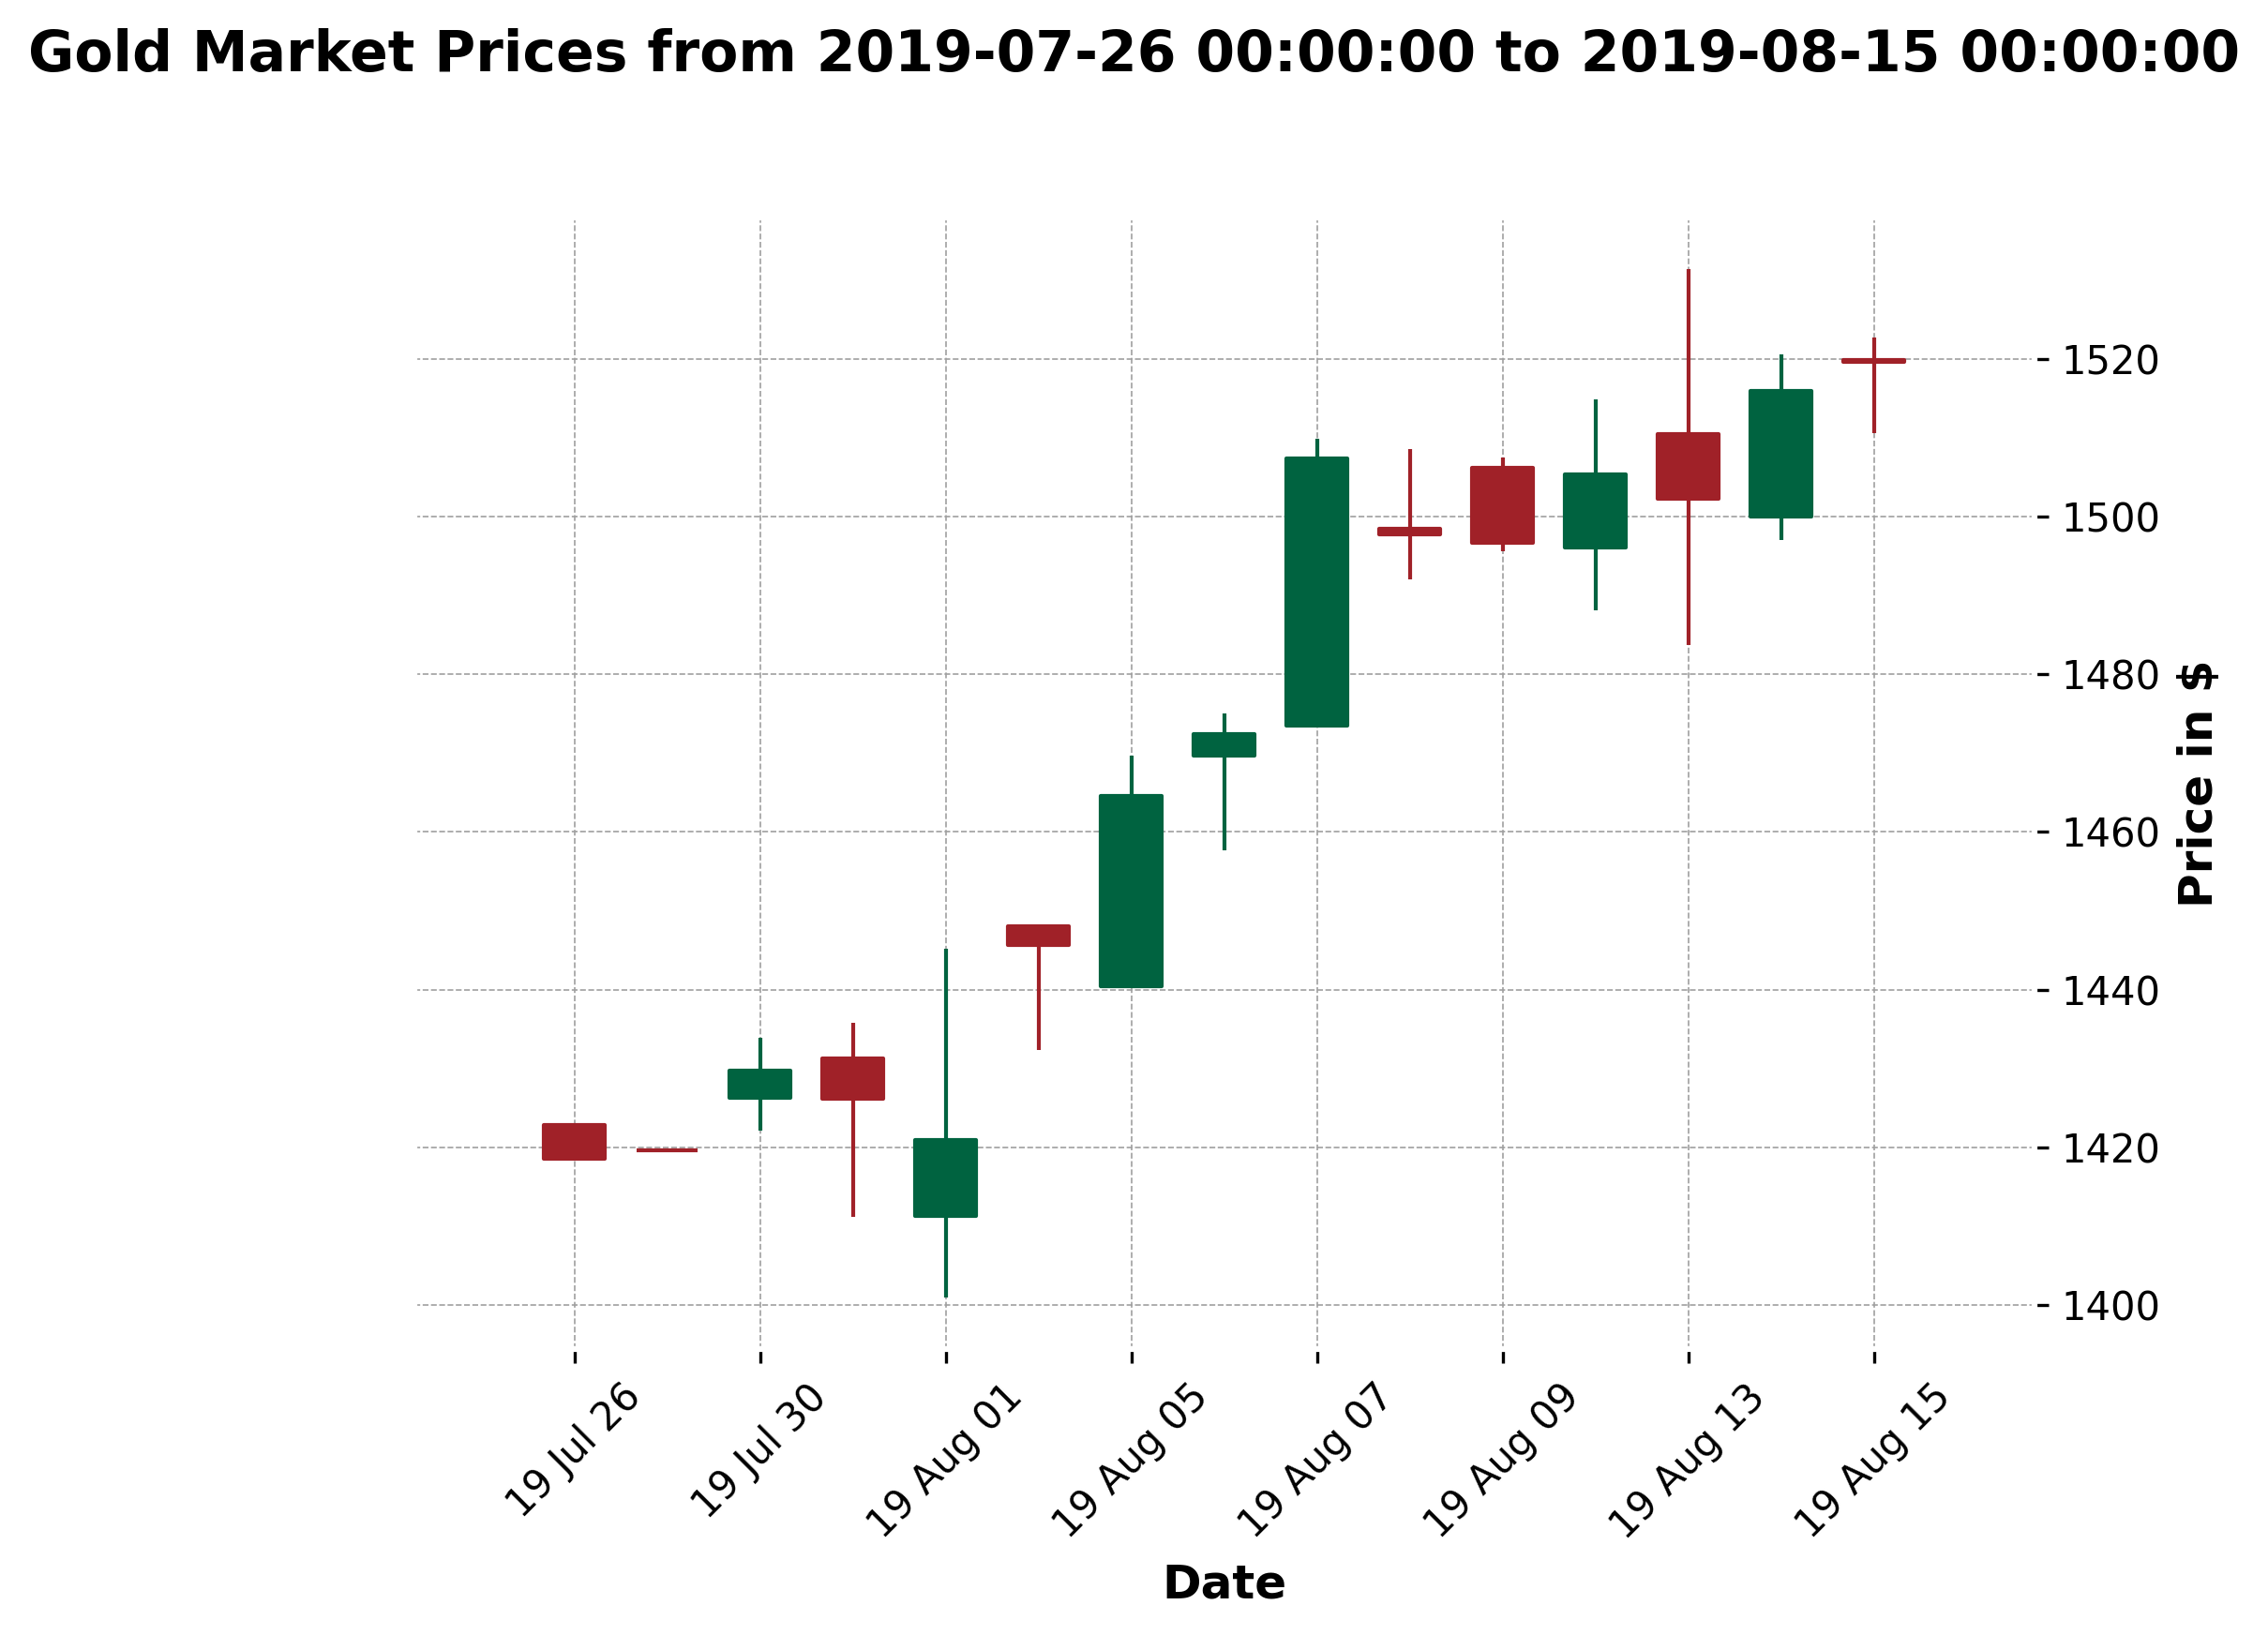 Gold Market Prices from 2019-07-26 00:00:00 to 2019-08-15 00:00:00
1520
1500
1480
1460
1440
1420
1400
Price in $
19 Jul 26
19 Jul 30
19 Aug 01
19 Aug 05
19 Aug 07
19 Aug 09
19 Aug 13
19 Aug 15
Date